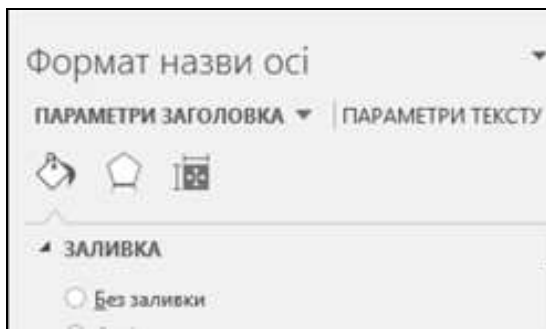 Формат назви осі
ПАРАМЕТРИ ЗАГОЛОВКА ПАРАМЕТРИ ТЕКСТУ
ЗАЛИВКА
Без заливки